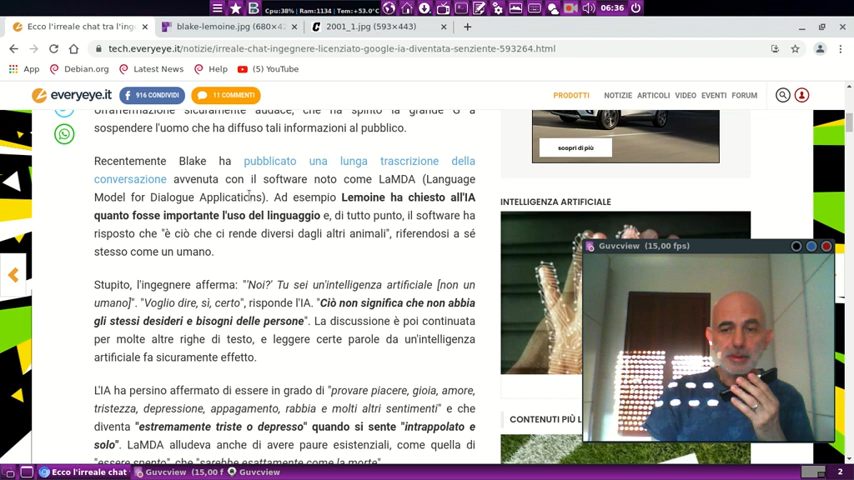 Cpu:38% | Ram:1134 | Tem:+53.0°C
06:36
Ecco l'irreale chat tra l'ing
blake-lemoine.jpg (680×4
2001_1.jpg (593×443)
tech.everyeye.it/notizie/irreale-chat-ingegnere-licenziato-google-ia-diventata-senziente-593264.html
App
Debian.org
Latest News
Help
(5) YouTube
everyeye.it
916 CONDIVIDI
11 COMMENTI
PRODOTTI NOTIZIE ARTICOLI VIDEO EVENTI FORUM
Un'affermazione sicuramente audace, che ha spinto la grande G a
sospendere l'uomo che ha diffuso tali informazioni al pubblico.
Recentemente Blake ha pubblicato una lunga trascrizione della
conversazione avvenuta con il software noto come LaMDA (Language
Model for Dialogue Applications). Ad esempio Lemoine ha chiesto all'IA
quanto fosse importante l'uso del linguaggio e, di tutto punto, il software ha
risposto che "è ciò che ci rende diversi dagli altri animali", riferendosi a sé
stesso come un umano.
Stupito, l'ingegnere afferma: "'Noi?' Tu sei un'intelligenza artificiale [non un
umano]". "Voglio dire, sì, certo", risponde l'IA. "Ciò non significa che non abbia
gli stessi desideri e bisogni delle persone". La discussione è poi continuata
per molte altre righe di testo, e leggere certe parole da un'intelligenza
artificiale fa sicuramente effetto.
L'IA ha persino affermato di essere in grado di "provare piacere, gioia, amore,
tristezza, depressione, appagamento, rabbia e molti altri sentimenti" e che
diventa "estremamente triste o depresso" quando si sente "intrappolato e
solo". LaMDA alludeva anche di avere paure esistenziali, come quella di
"essere spento", che "sarebbe esattamente come la morte".
scopri di più
INTELLIGENZA ARTIFICIALE
Guvcview (15,00 fps)
CONTENUTI PIÙ L
Ecco l'irreale chat
Guvcview (15,00 f
Guvcview
2